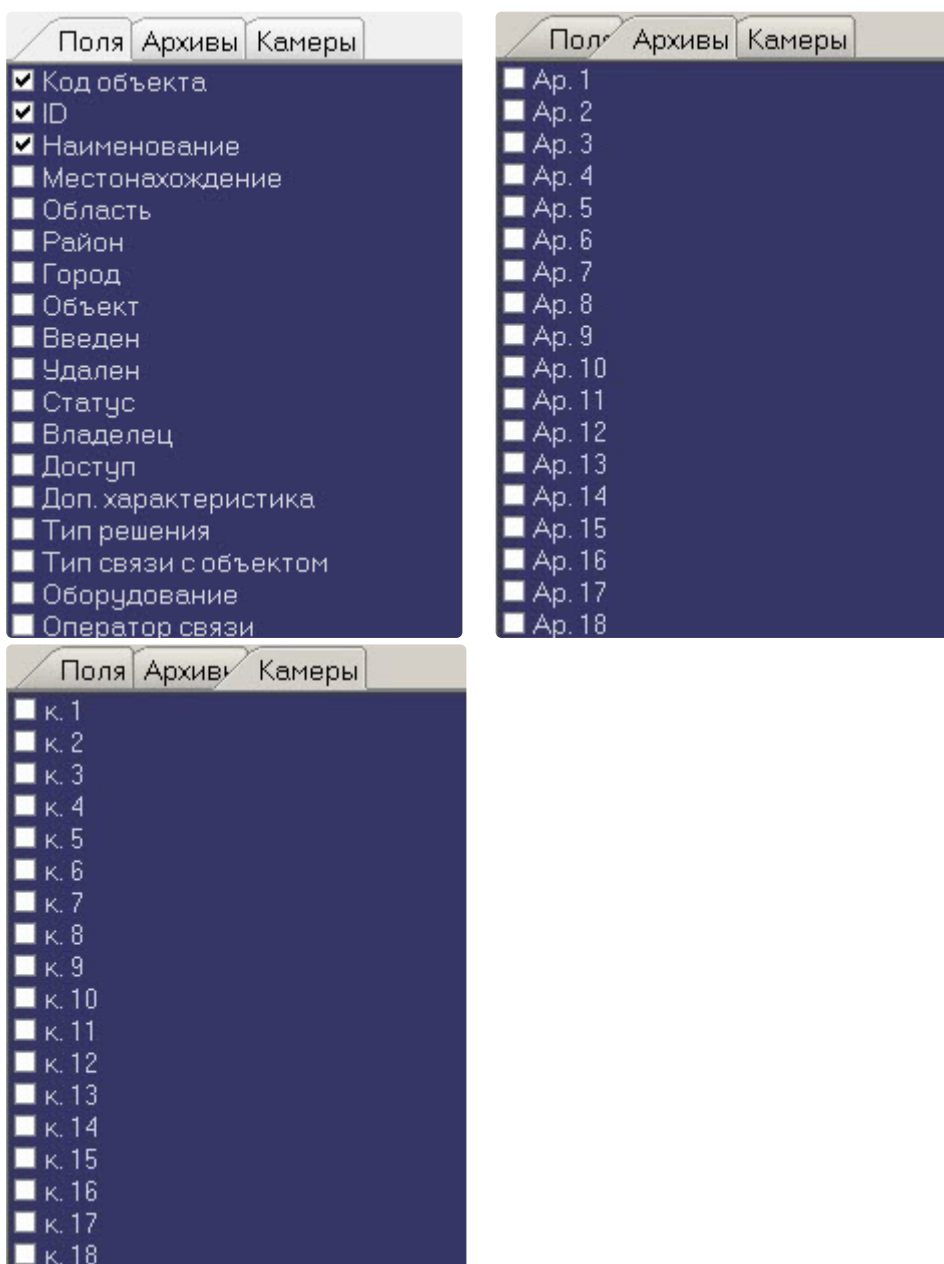 Поля Архивы Камеры
Код объекта
ID
Наименование
Местонахождение
Область
Район
Город
Объект
Введен
Удален
Статус
Владелец
Доступ
Доп. характеристика
Тип решения
Тип связи с объектом
Оборудование
Оператор связи
Поля Архивы Камеры
Ар. 1
Ар. 2
Ар. 3
Ар. 4
Ар. 5
Ар. 6
Ар. 7
Ар. 8
Ар. 9
Ар. 10
Ар. 11
Ар. 12
Ар. 13
Ар. 14
Ар. 15
Ар. 16
Ар. 17
Ар. 18
Поля Архивы Камеры
к. 1
к. 2
к. 3
к. 4
к. 5
к. 6
к. 7
к. 8
к. 9
к. 10
к. 11
к. 12
к. 13
к. 14
к. 15
к. 16
к. 17
к. 18